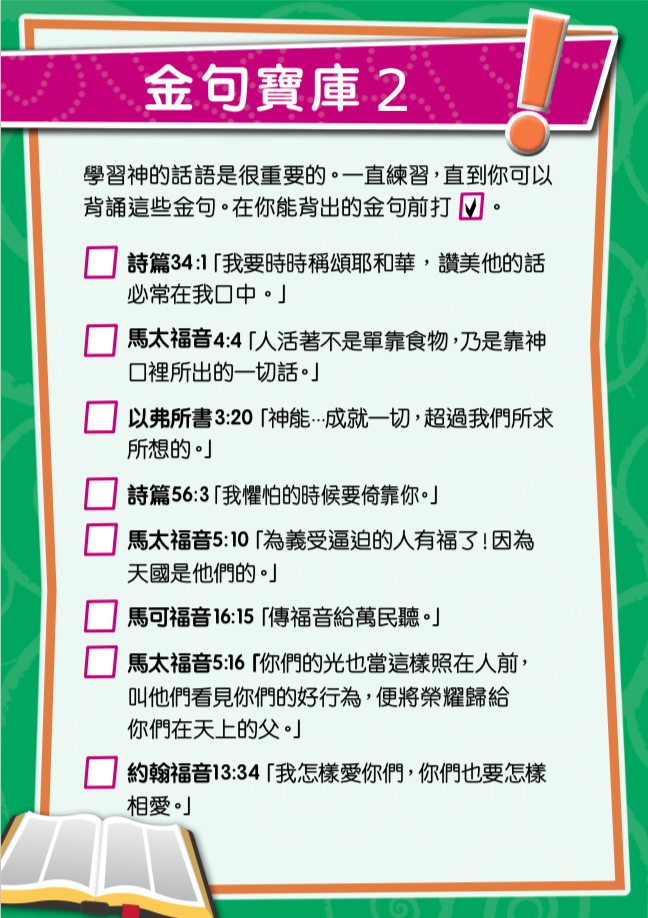 金句寶庫2
學習神的話語是很重要的。一直練習，直到你可以
背誦這些金句。在你能背出的金句前打 ✓ 。
詩篇34:1「我要時時稱頌耶和華，讚美他的話
必常在我口中。」
馬太福音4:4「人活著不是單靠食物，乃是靠神
口裡所出的一切話。」
以弗所書3:20「神能…成就一切，超過我們所求
所想的。」
詩篇56:3「我懼怕的時候要倚靠你。」
馬太福音5:10「為義受逼迫的人有福了！因為
天國是他們的。」
馬可福音16:15「傳福音給萬民聽。」
馬太福音5:16「你們的光也當這樣照在人前，
叫他們看見你們的好行為，便將榮耀歸給
你們在天上的父。」
約翰福音13:34「我怎樣愛你們，你們也要怎樣
相愛。」